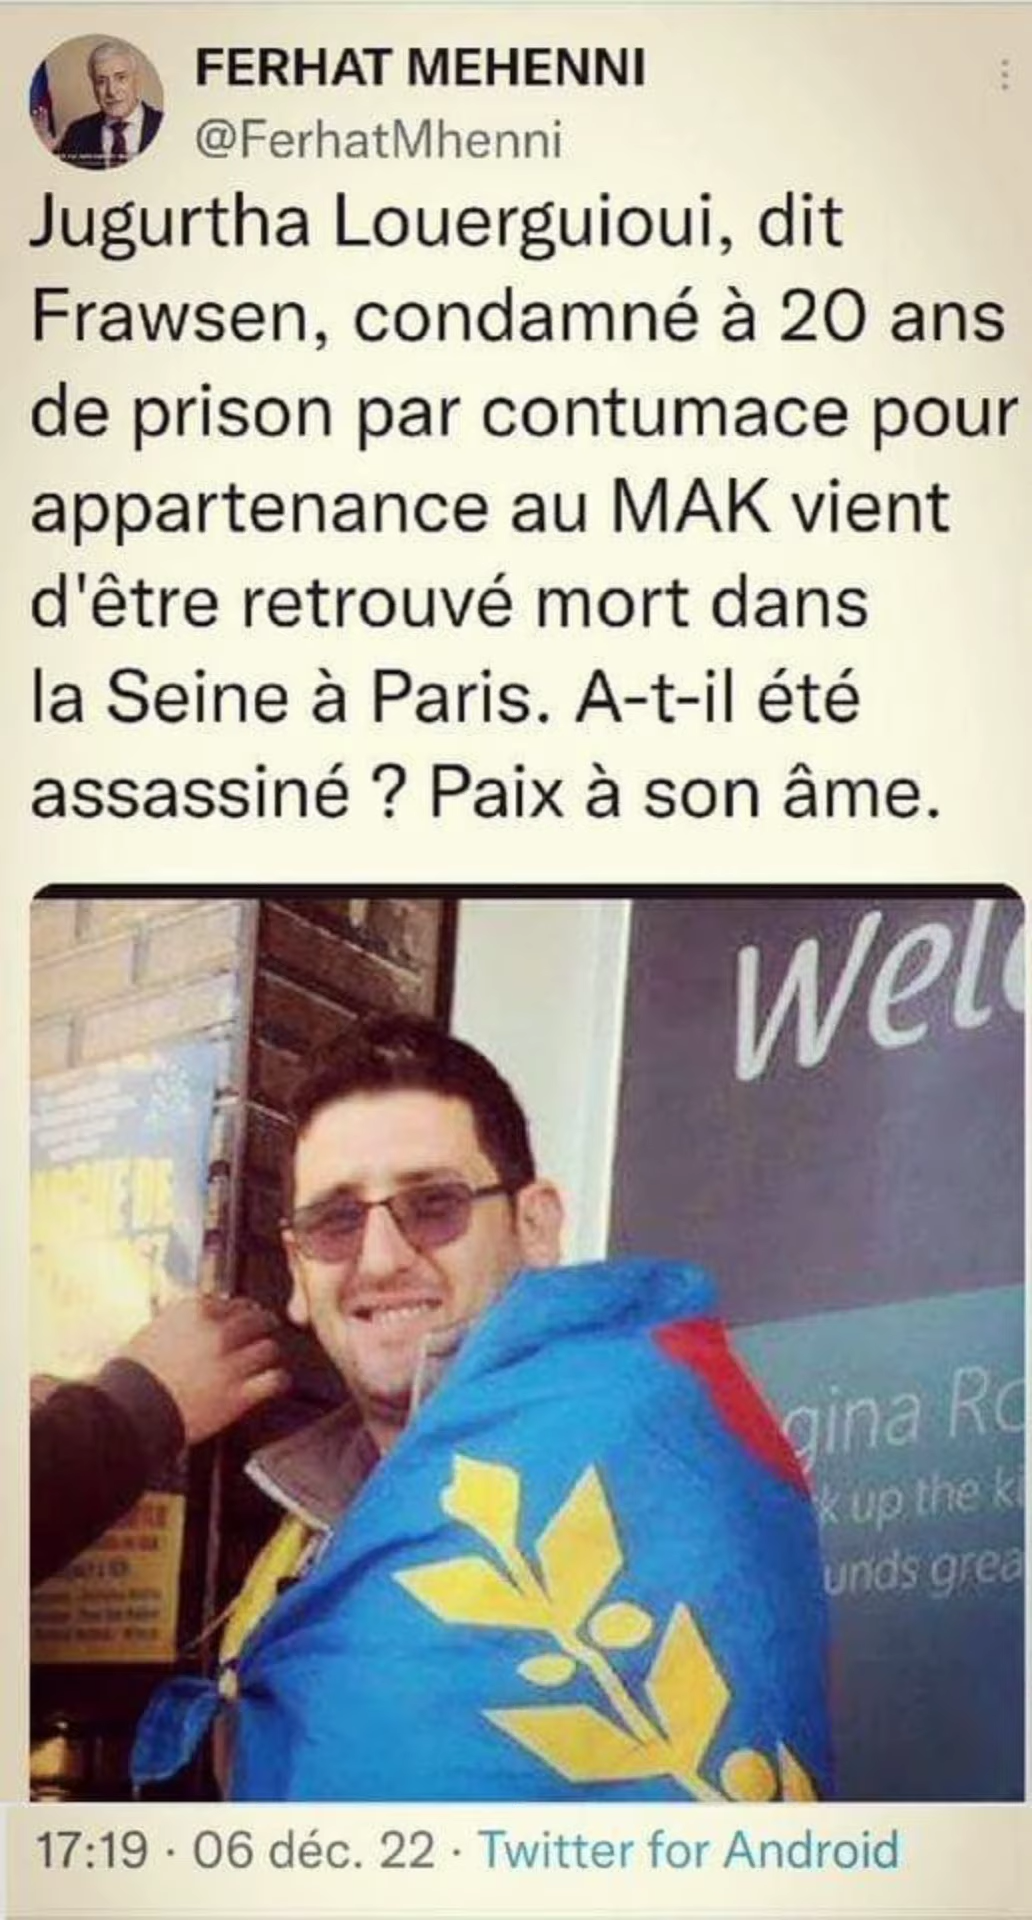 FERHAT MEHENNI
@FerhatMhenni
Jugurtha Louerguioui, dit
Frawsen, condamné à 20 ans
de prison par contumace pour
appartenance au MAK vient
d'être retrouvé mort dans
la Seine à Paris. A-t-il été
assassiné ? Paix à son âme.
Wel
gina Ro
k up the ki
unds grea
17:19 · 06 déc. 22 · Twitter for Android